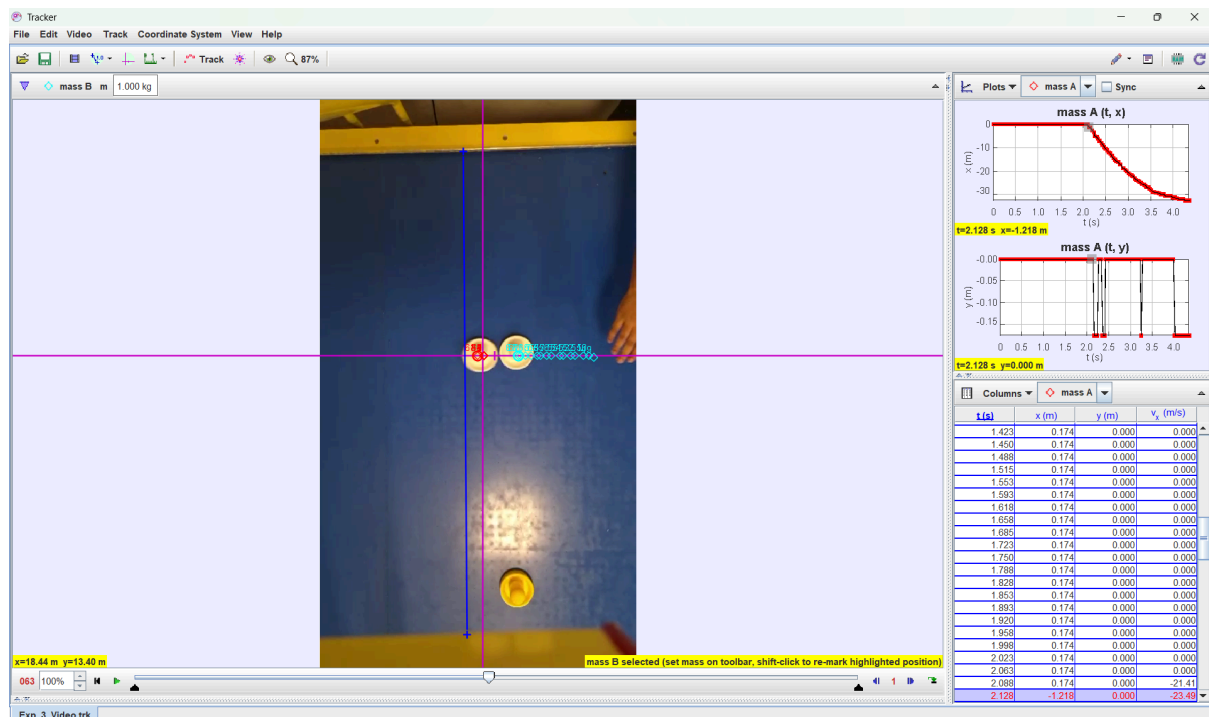 Tracker
File Edit Video Track Coordinate System View Help
Track 87%
mass B m 1.000 kg
Plots mass A Sync
mass A (t, x)
0
-10
-20
-30
x (m)
0 0.5 1.0 1.5 2.0 2.5 3.0 3.5 4.0
t (s)
t=2.128 s x=-1.218 m
mass A (t, y)
-0.00
-0.05
-0.10
-0.15
y (m)
0 0.5 1.0 1.5 2.0 2.5 3.0 3.5 4.0
t (s)
t=2.128 s y=0.000 m
Columns mass A
t (s) x (m) y (m) vx (m/s)
1.423 0.174 0.000 0.000
1.450 0.174 0.000 0.000
1.488 0.174 0.000 0.000
1.515 0.174 0.000 0.000
1.553 0.174 0.000 0.000
1.593 0.174 0.000 0.000
1.618 0.174 0.000 0.000
1.658 0.174 0.000 0.000
1.685 0.174 0.000 0.000
1.723 0.174 0.000 0.000
1.750 0.174 0.000 0.000
1.788 0.174 0.000 0.000
1.828 0.174 0.000 0.000
1.853 0.174 0.000 0.000
1.893 0.174 0.000 0.000
1.920 0.174 0.000 0.000
1.958 0.174 0.000 0.000
1.998 0.174 0.000 0.000
2.023 0.174 0.000 0.000
2.063 0.174 0.000 0.000
2.088 0.174 0.000 -21.41
2.128 -1.218 0.000 -23.49
x=18.44 m y=13.40 m
mass B selected (set mass on toolbar, shift-click to re-mark highlighted position)
063 100% 1
Exp_3_Video.trk